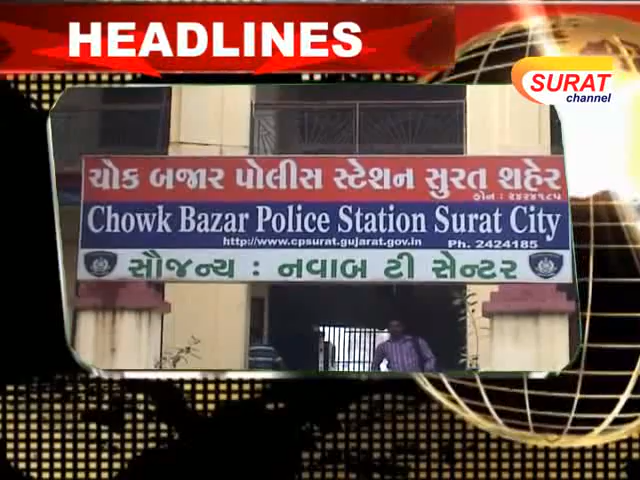 HEADLINES
SURAT
channel
ચોક બજાર પોલીસ સ્ટેશન સુરત શહેર
ફોન : ૨૪૨૪૧૮૫
Chowk Bazar Police Station Surat City
http://www.cpsurat.gujarat.gov.in Ph. 2424185
સૌજન્ય : નવાબ ટી સેન્ટર